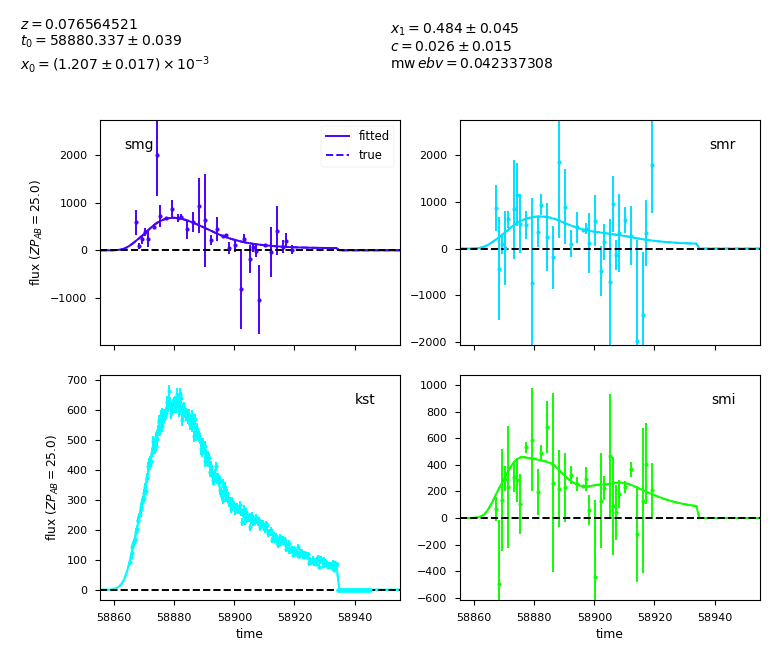 z = 0.076564521
t₀ = 58880.337 ± 0.039
x₀ = (1.207 ± 0.017) × 10⁻³
x₁ = 0.484 ± 0.045
c = 0.026 ± 0.015
mw ebv = 0.042337308
smg
fitted
true
2000
1000
0
−1000
flux (ZP_AB = 25.0)
smr
2000
1000
0
−1000
−2000
kst
700
600
500
400
300
200
100
0
flux (ZP_AB = 25.0)
58860 58880 58900 58920 58940
time
smi
1000
800
600
400
200
0
−200
−400
−600
58860 58880 58900 58920 58940
time